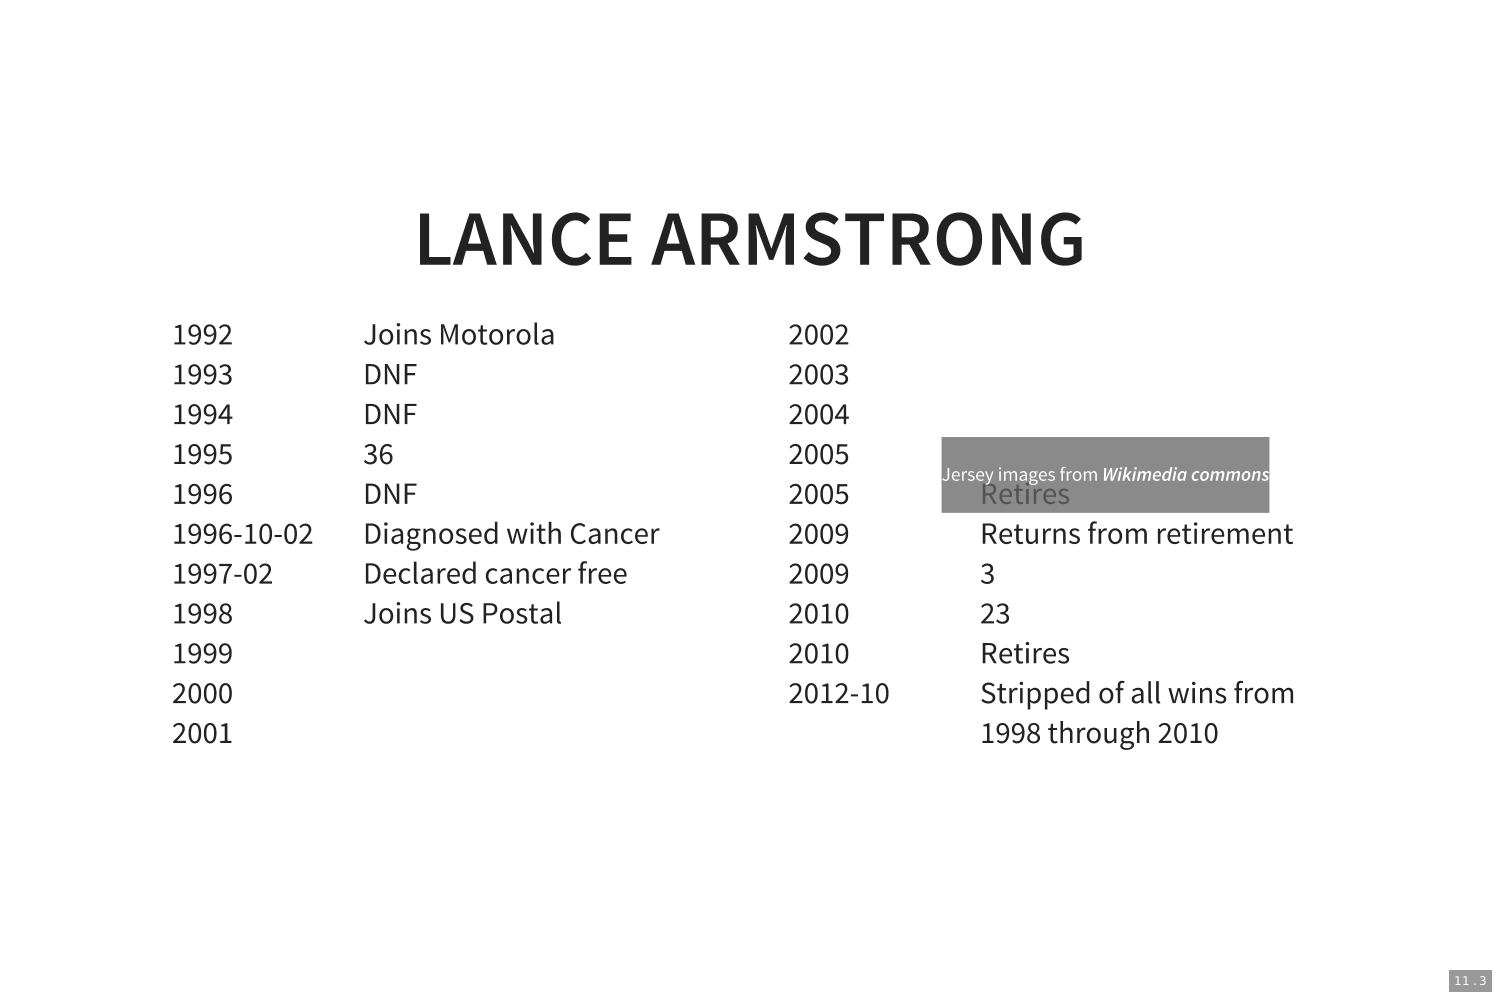 LANCE ARMSTRONG
1992 Joins Motorola
1993 DNF
1994 DNF
1995 36
1996 DNF
1996-10-02 Diagnosed with Cancer
1997-02 Declared cancer free
1998 Joins US Postal
1999
2000
2001
2002
2003
2004
2005
Jersey images from Wikimedia commons
2005 Retires
2009 Returns from retirement
2009 3
2010 23
2010 Retires
2012-10 Stripped of all wins from
1998 through 2010
11.3